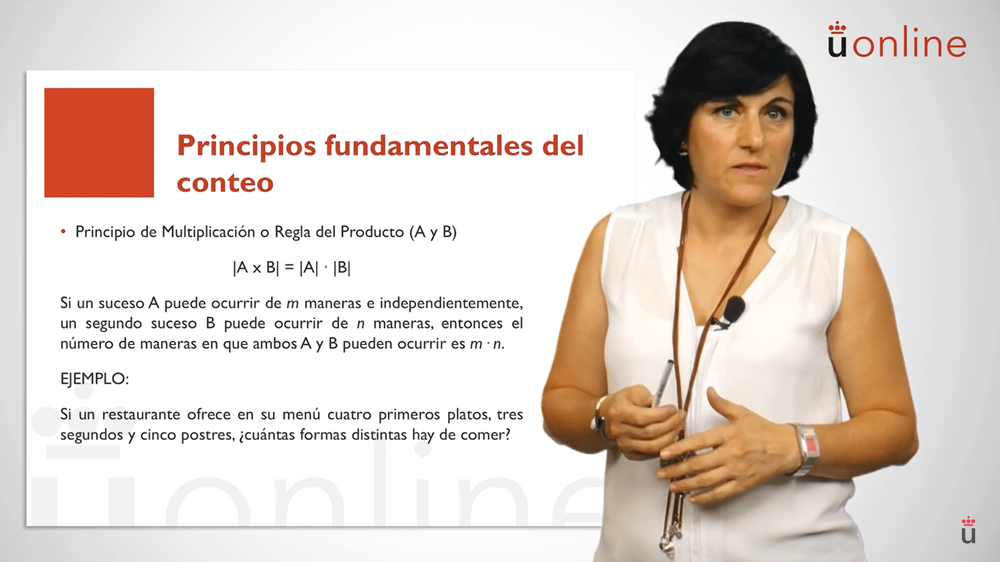 uonline
Principios fundamentales del
conteo
• Principio de Multiplicación o Regla del Producto (A y B)
|A x B| = |A| · |B|
Si un suceso A puede ocurrir de m maneras e independientemente,
un segundo suceso B puede ocurrir de n maneras, entonces el
número de maneras en que ambos A y B pueden ocurrir es m · n.
EJEMPLO:
Si un restaurante ofrece en su menú cuatro primeros platos, tres
segundos y cinco postres, ¿cuántas formas distintas hay de comer?
uonline
u